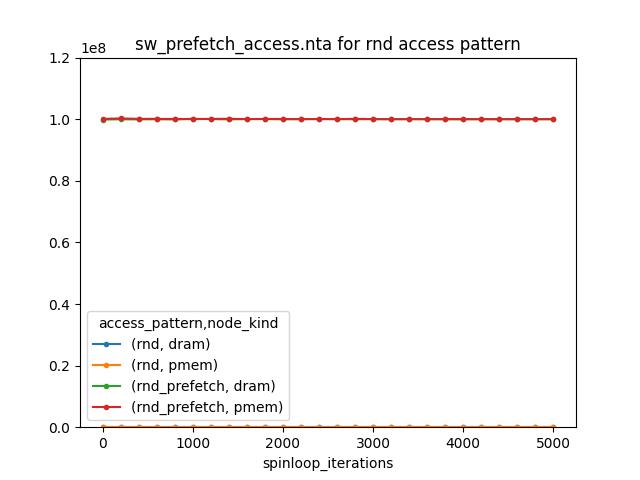 sw_prefetch_access.nta for rnd access pattern
1e8
1.2
1.0
0.8
0.6
0.4
0.2
0.0
access_pattern,node_kind
(rnd, dram)
(rnd, pmem)
(rnd_prefetch, dram)
(rnd_prefetch, pmem)
0 1000 2000 3000 4000 5000
spinloop_iterations